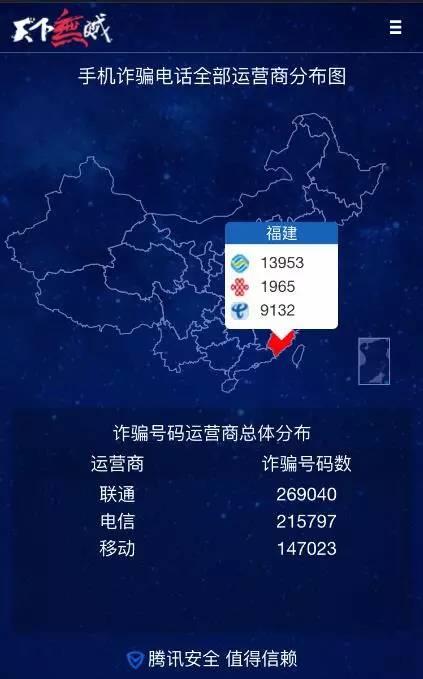 天下無贼
手机诈骗电话全部运营商分布图
福建
13953
1965
9132
诈骗号码运营商总体分布
运营商 诈骗号码数
联通 269040
电信 215797
移动 147023
腾讯安全 值得信赖